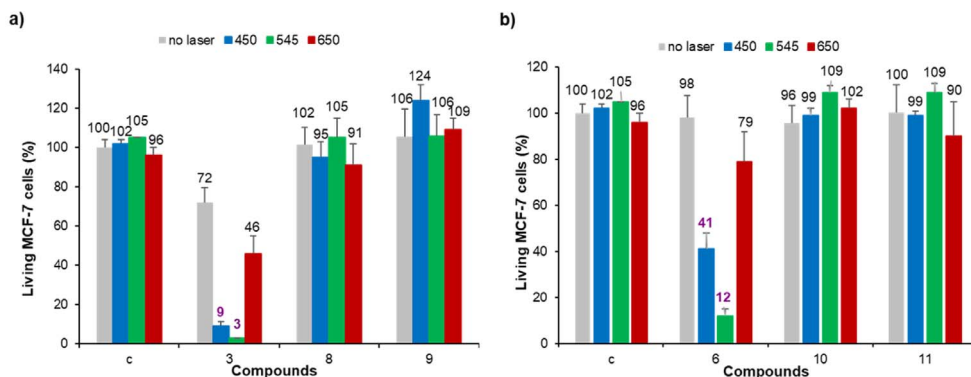 a)
no laser 450 545 650
Living MCF-7 cells (%)
140
120
100
80
60
40
20
0
100 102 105 96
72 9 3 46
102 95 105 91
106 124 106 109
c 3 8 9
Compounds
b)
no laser 450 545 650
Living MCF-7 cells (%)
120
100
80
60
40
20
0
100 102 105 96
98 41 12 79
96 99 109 102
100 99 109 90
c 6 10 11
Compounds